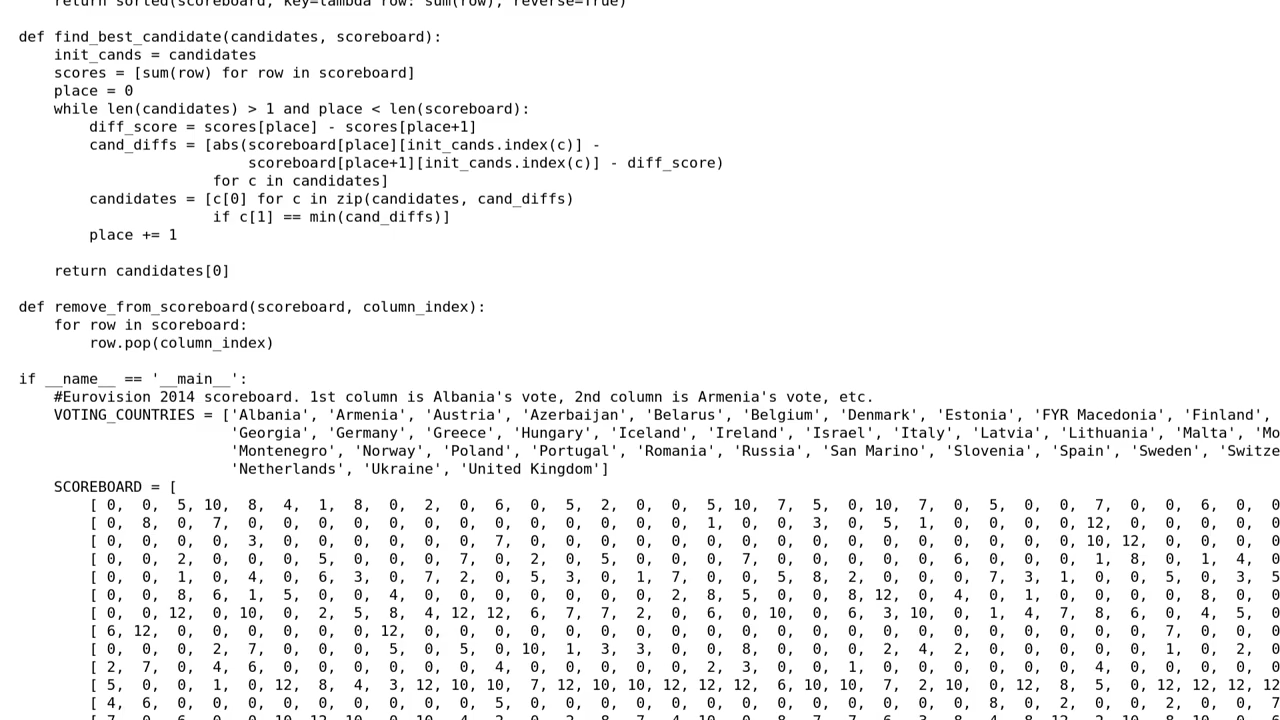 return sorted(scoreboard, key=lambda row: sum(row), reverse=True)
def find_best_candidate(candidates, scoreboard):
init_cands = candidates
scores = [sum(row) for row in scoreboard]
place = 0
while len(candidates) > 1 and place < len(scoreboard):
diff_score = scores[place] - scores[place+1]
cand_diffs = [abs(scoreboard[place][init_cands.index(c)] -
scoreboard[place+1][init_cands.index(c)] - diff_score)
for c in candidates]
candidates = [c[0] for c in zip(candidates, cand_diffs)
if c[1] == min(cand_diffs)]
place += 1
return candidates[0]
def remove_from_scoreboard(scoreboard, column_index):
for row in scoreboard:
row.pop(column_index)
if __name__ == '__main__':
#Eurovision 2014 scoreboard. 1st column is Albania's vote, 2nd column is Armenia's vote, etc.
VOTING_COUNTRIES = ['Albania', 'Armenia', 'Austria', 'Azerbaijan', 'Belarus', 'Belgium', 'Denmark', 'Estonia', 'FYR Macedonia', 'Finland',
'Georgia', 'Germany', 'Greece', 'Hungary', 'Iceland', 'Ireland', 'Israel', 'Italy', 'Latvia', 'Lithuania', 'Malta', 'Mo
'Montenegro', 'Norway', 'Poland', 'Portugal', 'Romania', 'Russia', 'San Marino', 'Slovenia', 'Spain', 'Sweden', 'Switze
'Netherlands', 'Ukraine', 'United Kingdom']
SCOREBOARD = [
[ 0, 0, 5, 10, 8, 4, 1, 8, 0, 2, 0, 6, 0, 5, 2, 0, 0, 5, 10, 7, 5, 0, 10, 7, 0, 5, 0, 0, 7, 0, 0, 6, 0, 0
[ 0, 8, 0, 7, 0, 0, 0, 0, 0, 0, 0, 0, 0, 0, 0, 0, 0, 1, 0, 0, 3, 0, 5, 1, 0, 0, 0, 0, 12, 0, 0, 0, 0, 0
[ 0, 0, 0, 0, 3, 0, 0, 0, 0, 0, 0, 7, 0, 0, 0, 0, 0, 0, 0, 0, 0, 0, 0, 0, 0, 0, 0, 0, 10, 12, 0, 0, 0, 0
[ 0, 0, 2, 0, 0, 0, 5, 0, 0, 0, 7, 0, 2, 0, 5, 0, 0, 0, 7, 0, 0, 0, 0, 0, 6, 0, 0, 0, 1, 8, 0, 1, 4, 0
[ 0, 0, 1, 0, 4, 0, 6, 3, 0, 7, 2, 0, 5, 3, 0, 1, 7, 0, 0, 5, 8, 2, 0, 0, 0, 7, 3, 1, 0, 0, 5, 0, 3, 5
[ 0, 0, 8, 6, 1, 5, 0, 0, 4, 0, 0, 0, 0, 0, 0, 0, 2, 8, 5, 0, 0, 8, 12, 0, 4, 0, 1, 0, 0, 0, 0, 8, 0, 0
[ 0, 0, 12, 0, 10, 0, 2, 5, 8, 4, 12, 12, 6, 7, 7, 2, 0, 6, 0, 10, 0, 6, 3, 10, 0, 1, 4, 7, 8, 6, 0, 4, 5, 0
[ 6, 12, 0, 0, 0, 0, 0, 0, 12, 0, 0, 0, 0, 0, 0, 0, 0, 0, 0, 0, 0, 0, 0, 0, 0, 0, 0, 0, 0, 0, 7, 0, 0, 0
[ 0, 0, 0, 2, 7, 0, 0, 0, 5, 0, 5, 0, 10, 1, 3, 3, 0, 0, 8, 0, 0, 0, 2, 4, 2, 0, 0, 0, 0, 0, 1, 0, 2, 0
[ 2, 7, 0, 4, 6, 0, 0, 0, 0, 0, 0, 4, 0, 0, 0, 0, 0, 2, 3, 0, 0, 1, 0, 0, 0, 0, 0, 0, 4, 0, 0, 0, 0, 0
[ 5, 0, 0, 1, 0, 12, 8, 4, 3, 12, 10, 10, 7, 12, 10, 10, 12, 12, 12, 6, 10, 10, 7, 2, 10, 0, 12, 8, 5, 0, 12, 12, 12, 12
[ 4, 6, 0, 0, 0, 0, 0, 0, 0, 0, 0, 5, 0, 0, 0, 0, 0, 0, 0, 0, 0, 0, 0, 0, 0, 8, 0, 2, 0, 0, 2, 0, 0, 7